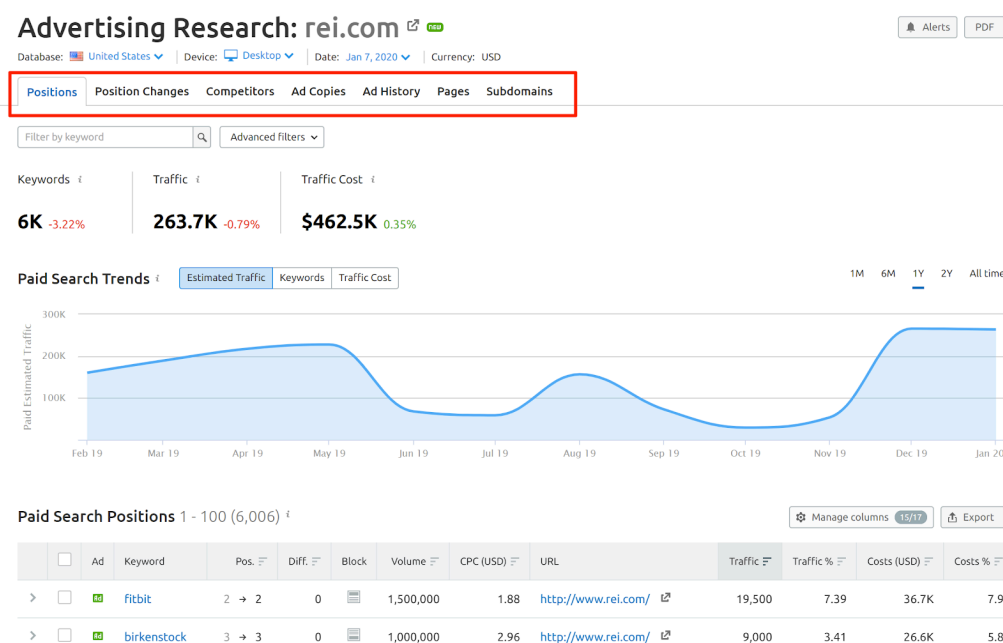 Advertising Research: rei.com new Alerts PDF
Database: United States Device: Desktop Date: Jan 7, 2020 Currency: USD
Positions Position Changes Competitors Ad Copies Ad History Pages Subdomains
Filter by keyword Advanced filters
Keywords i Traffic i Traffic Cost i
6K -3.22% 263.7K -0.79% $462.5K 0.35%
Paid Search Trends i Estimated Traffic Keywords Traffic Cost 1M 6M 1Y 2Y All time
Paid Estimated Traffic
300K
200K
100K
Feb 19 Mar 19 Apr 19 May 19 Jun 19 Jul 19 Aug 19 Sep 19 Oct 19 Nov 19 Dec 19 Jan 20
Paid Search Positions 1 - 100 (6,006) i Manage columns 15/17 Export
Ad Keyword Pos. Diff. Block Volume CPC (USD) URL Traffic Traffic % Costs (USD) Costs %
Ad fitbit 2 → 2 0 1,500,000 1.88 http://www.rei.com/ 19,500 7.39 36.7K 7.9
Ad birkenstock 3 → 3 0 1,000,000 2.96 http://www.rei.com/ 9,000 3.41 26.6K 5.8